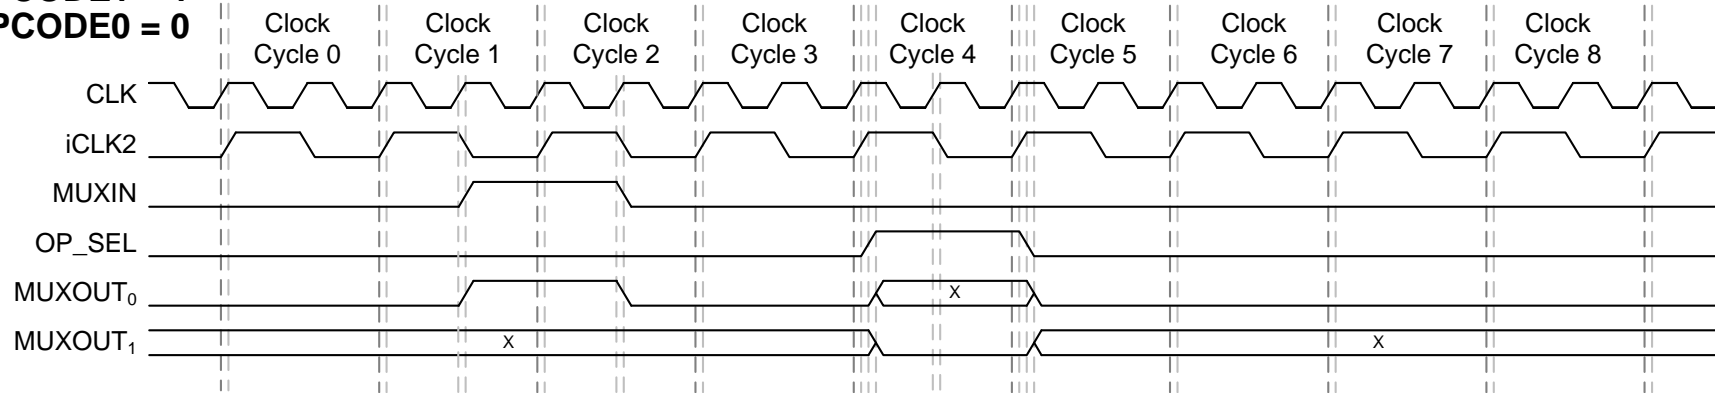 PCODE0 = 0
Clock Clock Clock Clock Clock Clock Clock Clock Clock
Cycle 0 Cycle 1 Cycle 2 Cycle 3 Cycle 4 Cycle 5 Cycle 6 Cycle 7 Cycle 8
CLK
iCLK2
MUXIN
OP_SEL
MUXOUT₀
X
MUXOUT₁
X X